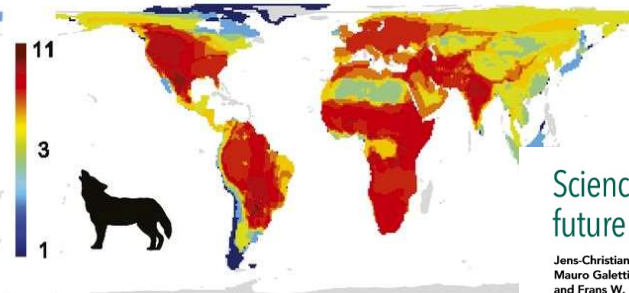 11
3
1
Scienc
future
Jens-Christian
Mauro Galetti
and Frans W.